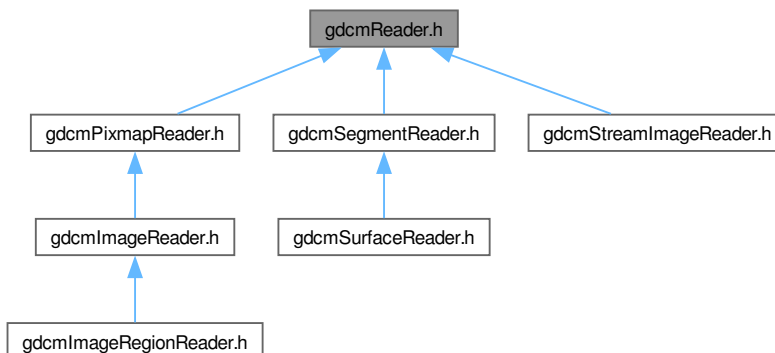 gdcmReader.h
gdcmPixmapReader.h
gdcmSegmentReader.h
gdcmStreamImageReader.h
gdcmImageReader.h
gdcmSurfaceReader.h
gdcmImageRegionReader.h